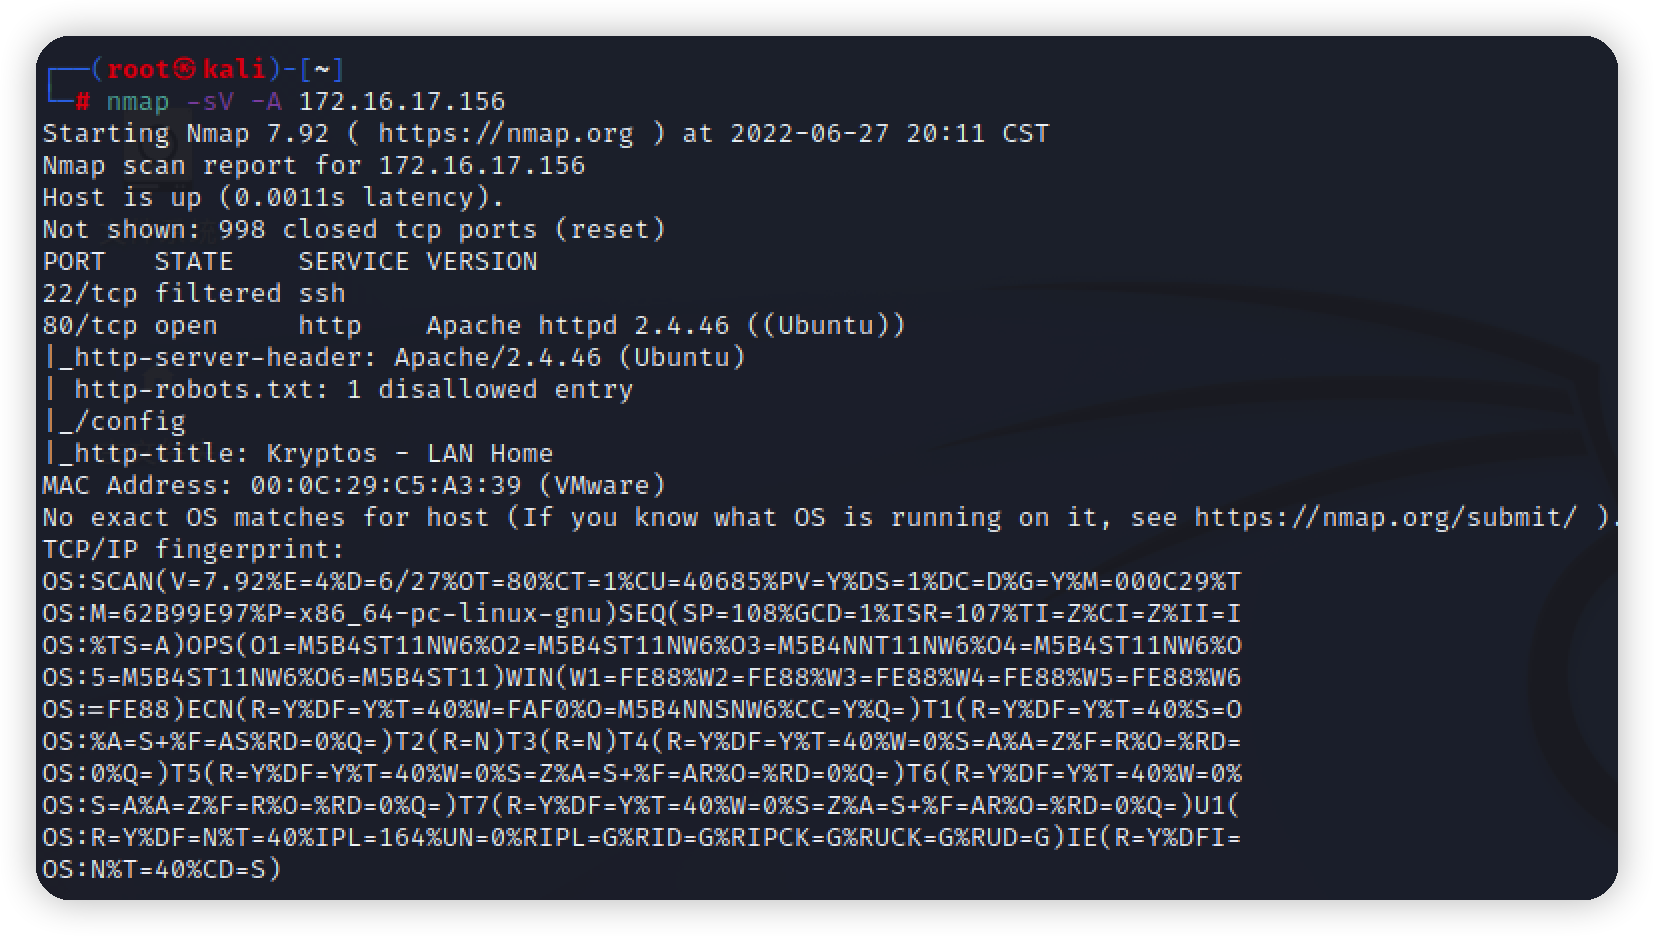 ┌──(root㉿kali)-[~]
└─# nmap -sV -A 172.16.17.156
Starting Nmap 7.92 ( https://nmap.org ) at 2022-06-27 20:11 CST
Nmap scan report for 172.16.17.156
Host is up (0.0011s latency).
Not shown: 998 closed tcp ports (reset)
PORT   STATE    SERVICE VERSION
22/tcp filtered ssh
80/tcp open     http    Apache httpd 2.4.46 ((Ubuntu))
|_http-server-header: Apache/2.4.46 (Ubuntu)
| http-robots.txt: 1 disallowed entry
|_/config
|_http-title: Kryptos - LAN Home
MAC Address: 00:0C:29:C5:A3:39 (VMware)
No exact OS matches for host (If you know what OS is running on it, see https://nmap.org/submit/ ).
TCP/IP fingerprint:
OS:SCAN(V=7.92%E=4%D=6/27%OT=80%CT=1%CU=40685%PV=Y%DS=1%DC=D%G=Y%M=000C29%T
OS:M=62B99E97%P=x86_64-pc-linux-gnu)SEQ(SP=108%GCD=1%ISR=107%TI=Z%CI=Z%II=I
OS:%TS=A)OPS(O1=M5B4ST11NW6%O2=M5B4ST11NW6%O3=M5B4NNT11NW6%O4=M5B4ST11NW6%O
OS:5=M5B4ST11NW6%O6=M5B4ST11)WIN(W1=FE88%W2=FE88%W3=FE88%W4=FE88%W5=FE88%W6
OS:=FE88)ECN(R=Y%DF=Y%T=40%W=FAF0%O=M5B4NNSNW6%CC=Y%Q=)T1(R=Y%DF=Y%T=40%S=O
OS:%A=S+%F=AS%RD=0%Q=)T2(R=N)T3(R=N)T4(R=Y%DF=Y%T=40%W=0%S=A%A=Z%F=R%O=%RD=
OS:0%Q=)T5(R=Y%DF=Y%T=40%W=0%S=Z%A=S+%F=AR%O=%RD=0%Q=)T6(R=Y%DF=Y%T=40%W=0%
OS:S=A%A=Z%F=R%O=%RD=0%Q=)T7(R=Y%DF=Y%T=40%W=0%S=Z%A=S+%F=AR%O=%RD=0%Q=)U1(
OS:R=Y%DF=N%T=40%IPL=164%UN=0%RIPL=G%RID=G%RIPCK=G%RUCK=G%RUD=G)IE(R=Y%DFI=
OS:N%T=40%CD=S)